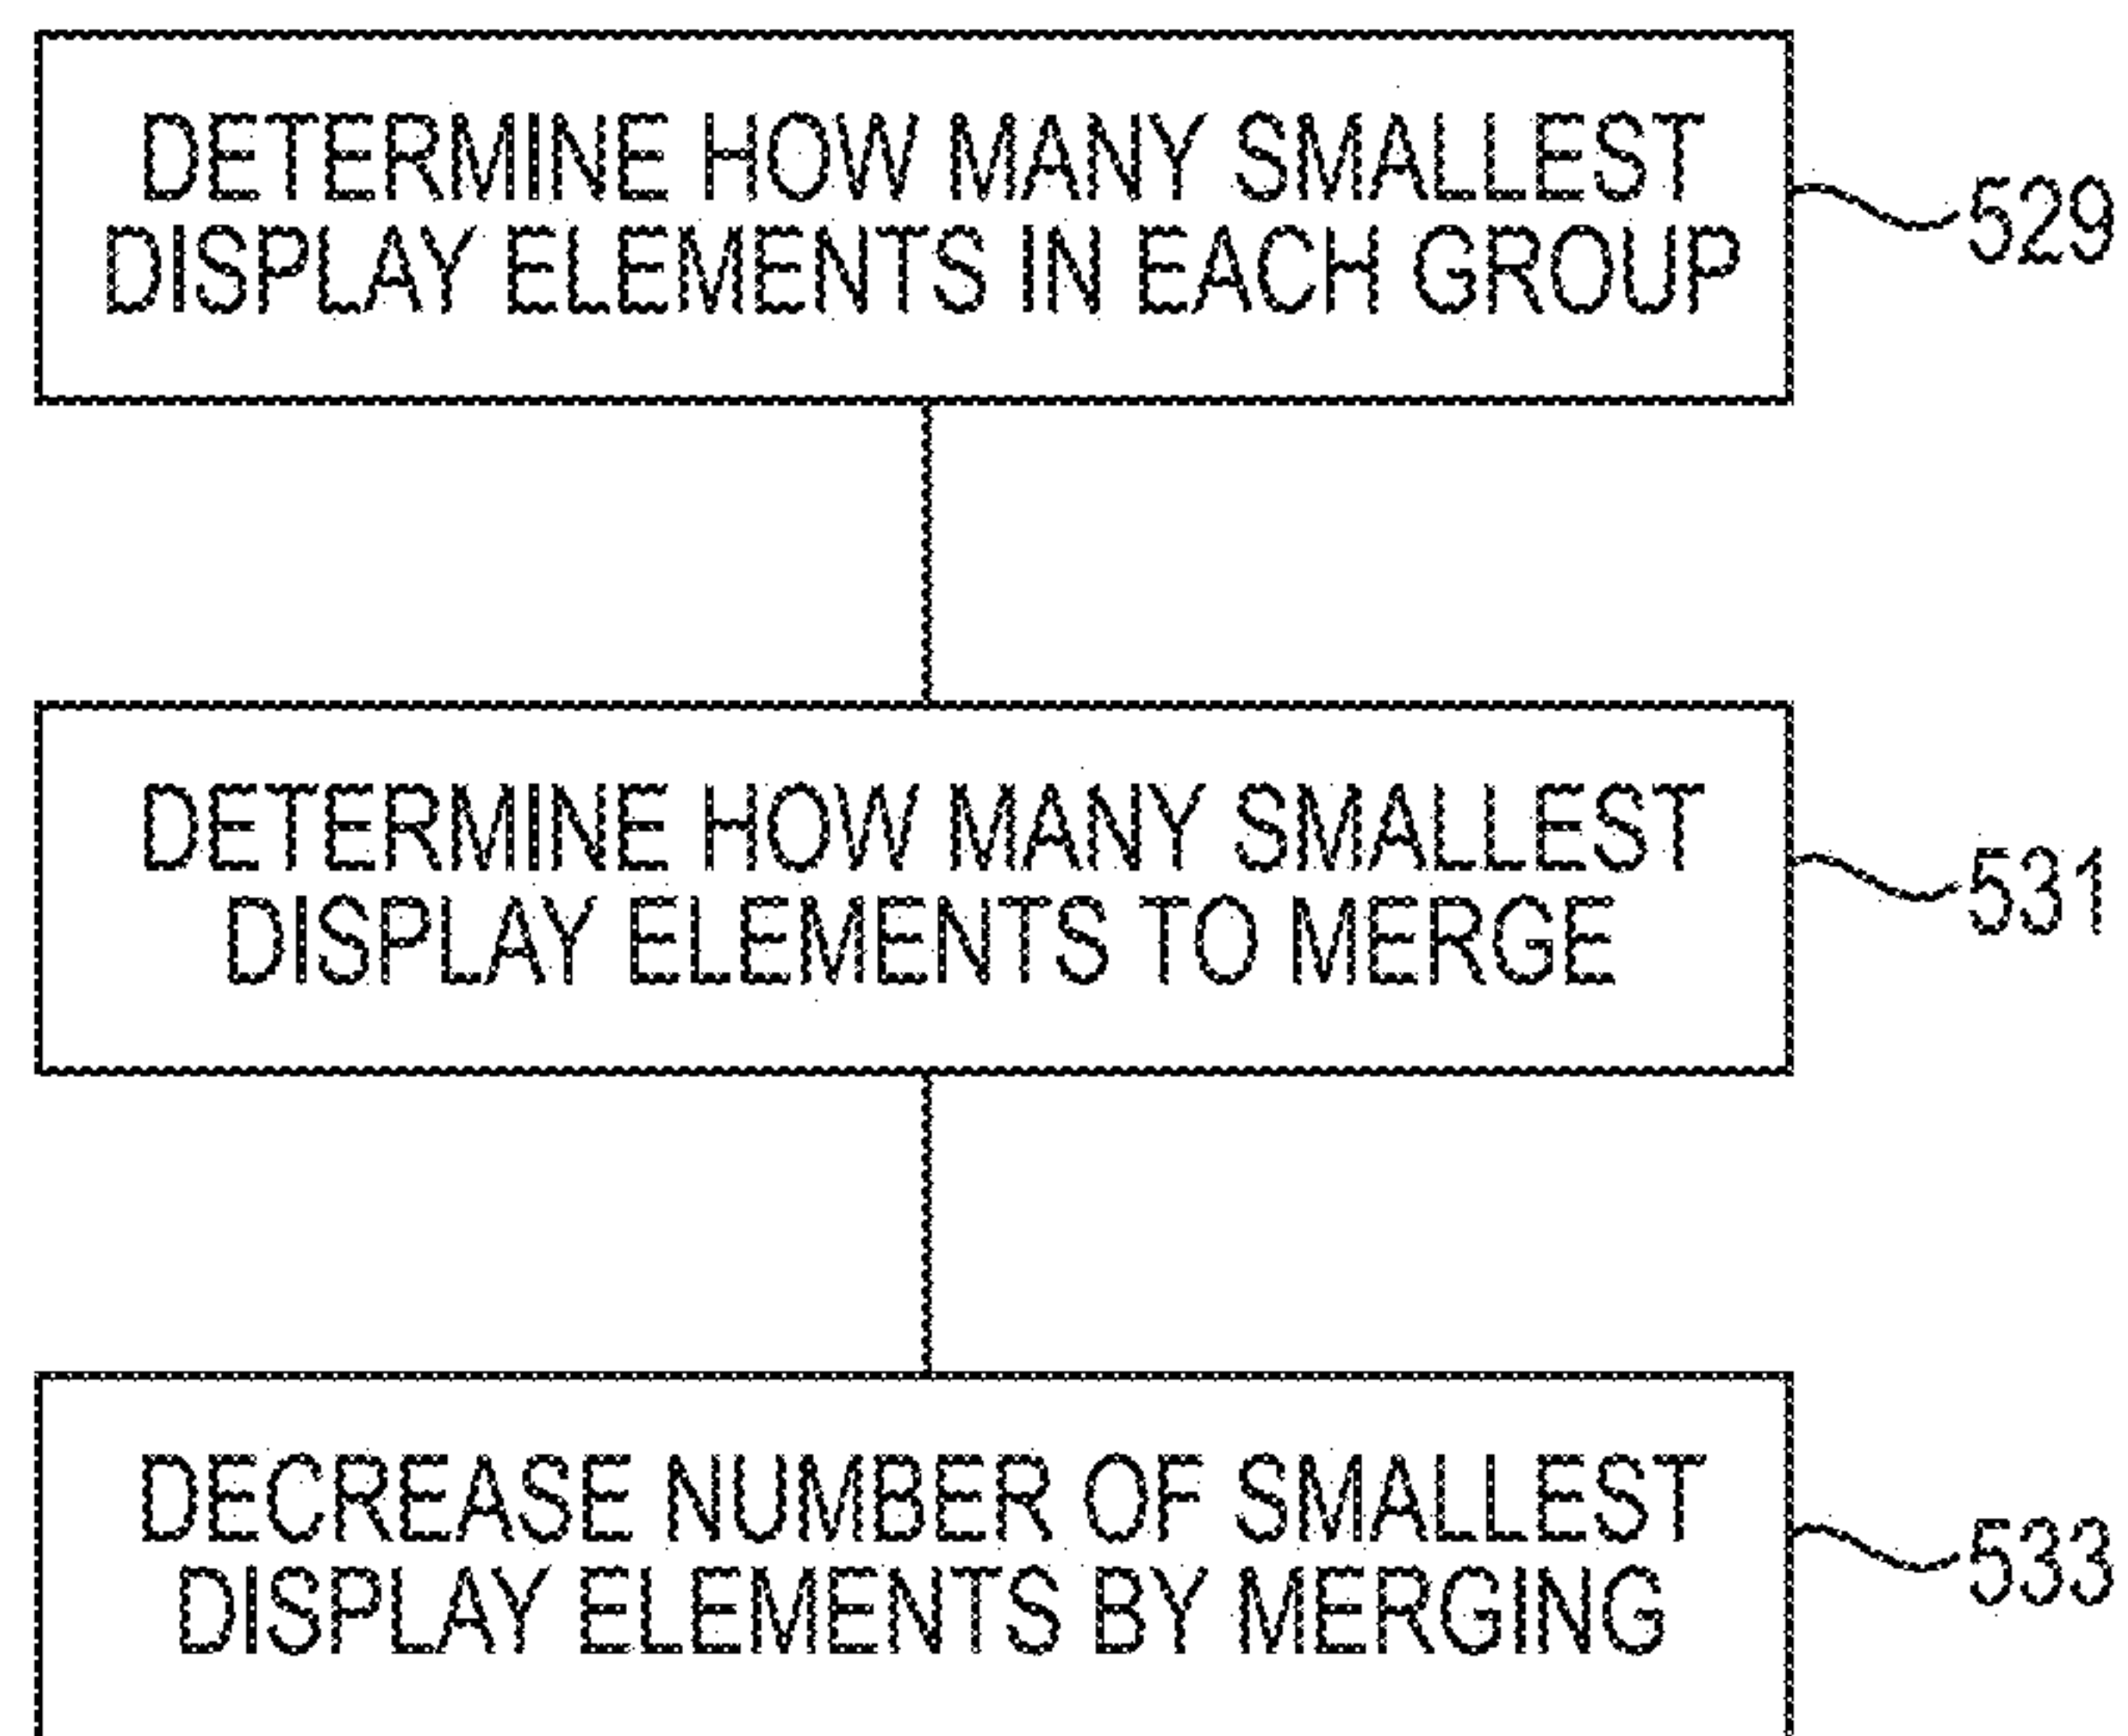 DETERMINE HOW MANY SMALLEST
DISPLAY ELEMENTS IN EACH GROUP
529
DETERMINE HOW MANY SMALLEST
DISPLAY ELEMENTS TO MERGE
531
DECREASE NUMBER OF SMALLEST
DISPLAY ELEMENTS BY MERGING
533